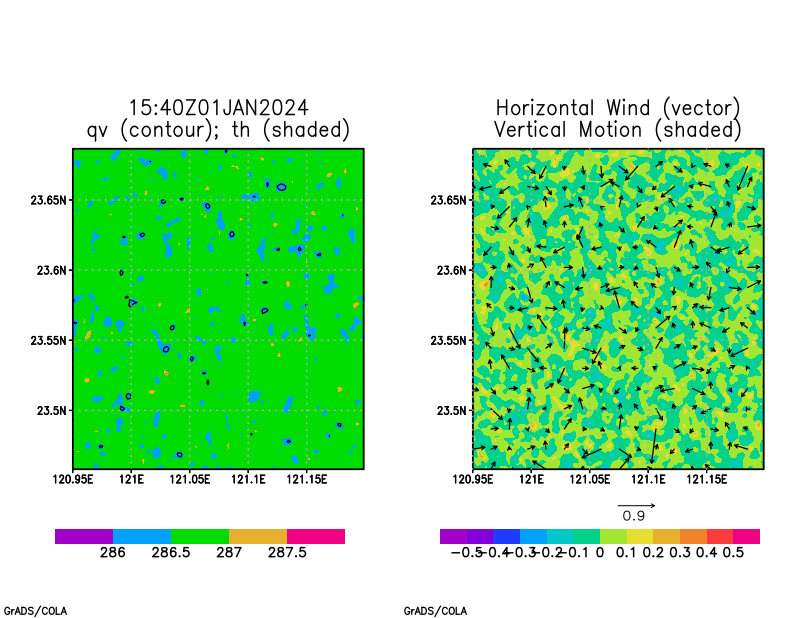 15:40Z01JAN2024
qv (contour); th (shaded)
23.65N
23.6N
23.55N
23.5N
120.95E 121E 121.05E 121.1E 121.15E
286 286.5 287 287.5
GrADS/COLA
Horizontal Wind (vector)
Vertical Motion (shaded)
23.65N
23.6N
23.55N
23.5N
120.95E 121E 121.05E 121.1E 121.15E
0.9
-0.5 -0.4 -0.3 -0.2 -0.1 0 0.1 0.2 0.3 0.4 0.5
GrADS/COLA